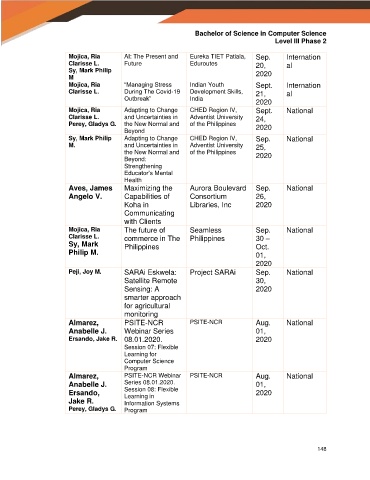 Bachelor of Science in Computer Science
Level III Phase 2
Mojica, Ria
Clarisse L.
Sy, Mark Philip
M
AI: The Present and
Future
Eureka TIET Patiala,
Eduroutes
Sep.
20,
2020
Internation
al
Mojica, Ria
Clarisse L.
"Managing Stress
During The Covid-19
Outbreak"
Indian Youth
Development Skills,
India
Sept.
21,
2020
Internation
al
Mojica, Ria
Clarisse L.
Perey, Gladys G.
Adapting to Change
and Uncertainties in
the New Normal and
Beyond
CHED Region IV,
Adventist University
of the Philippines
Sept.
24,
2020
National
Sy, Mark Philip
M.
Adapting to Change
and Uncertainties in
the New Normal and
Beyond:
Strengthening
Educator's Mental
Health
CHED Region IV,
Adventist University
of the Philippines
Sep.
25,
2020
National
Aves, James
Angelo V.
Maximizing the
Capabilities of
Koha in
Communicating
with Clients
Aurora Boulevard
Consortium
Libraries, Inc
Sep.
26,
2020
National
Mojica, Ria
Clarisse L.
Sy, Mark
Philip M.
The future of
commerce in The
Philippines
Seamless
Philippines
Sep.
30 –
Oct.
01,
2020
National
Peji, Joy M.
SARAi Eskwela:
Satellite Remote
Sensing: A
smarter approach
for agricultural
monitoring
Project SARAi
Sep.
30,
2020
National
Almarez,
Anabelle J.
Ersando, Jake R.
PSITE-NCR
Webinar Series
08.01.2020.
Session 07: Flexible
Learning for
Computer Science
Program
PSITE-NCR
Aug.
01,
2020
National
Almarez,
Anabelle J.
Ersando,
Jake R.
Perey, Gladys G.
PSITE-NCR Webinar
Series 08.01.2020.
Session 08: Flexible
Learning in
Information Systems
Program
PSITE-NCR
Aug.
01,
2020
National
148